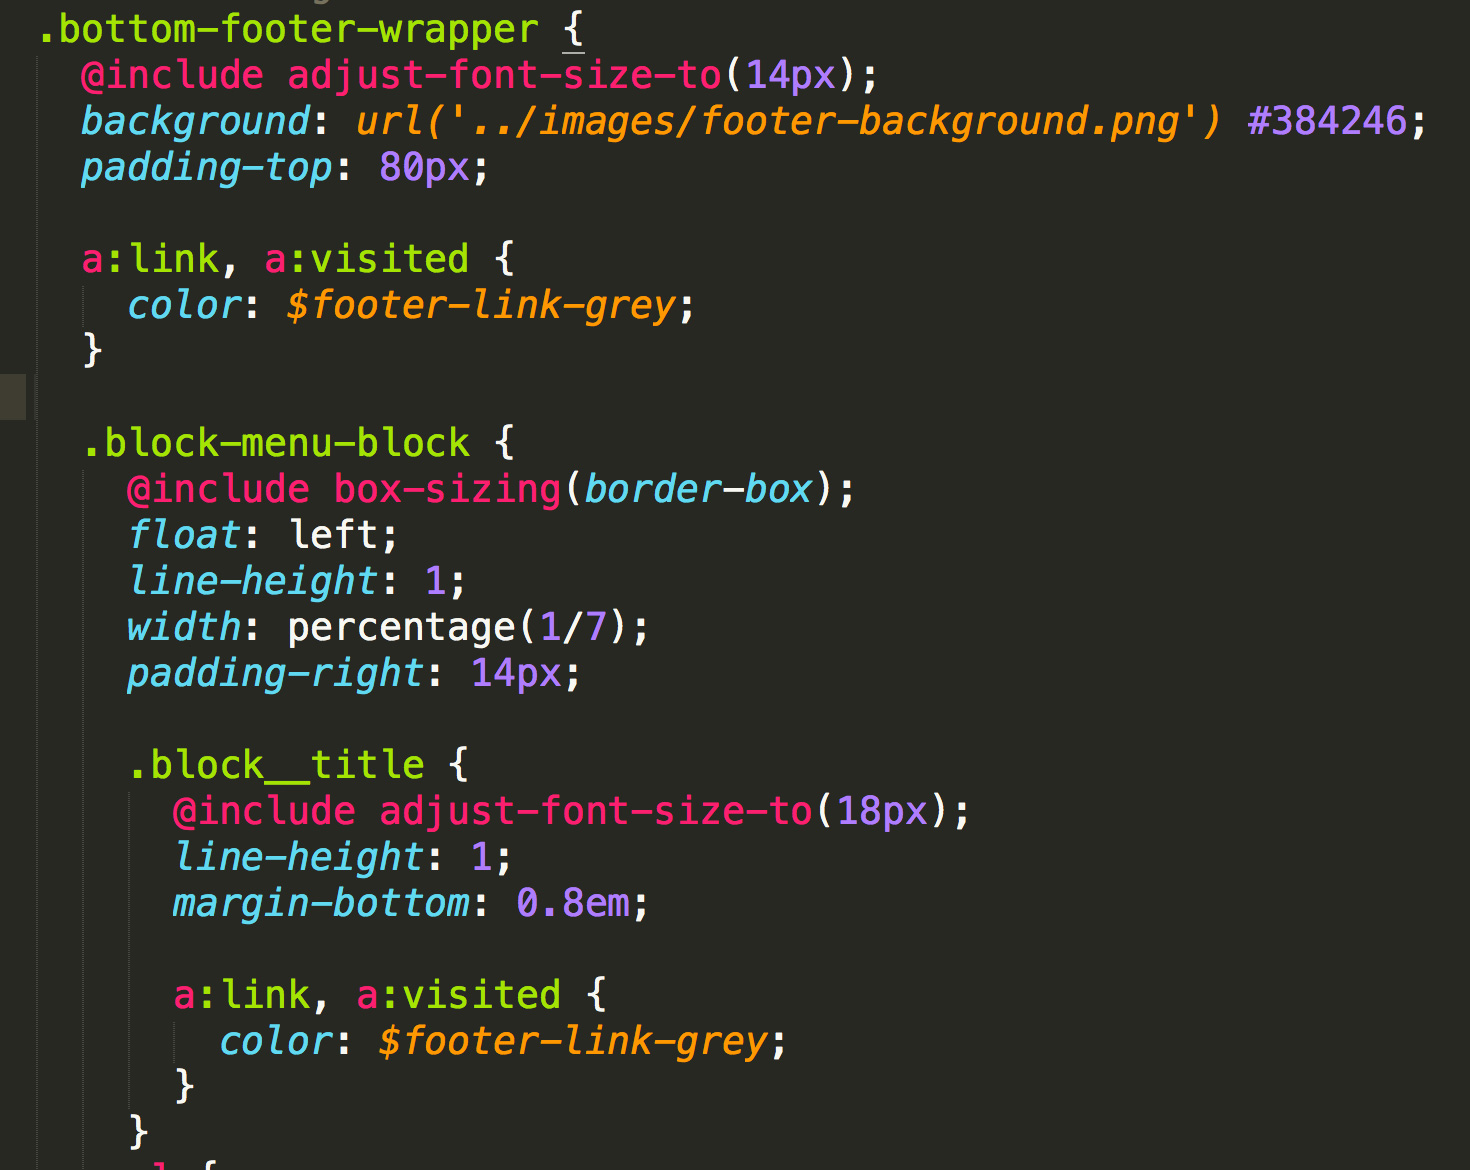 .bottom-footer-wrapper {
@include adjust-font-size-to(14px);
background: url('../images/footer-background.png') #384246;
padding-top: 80px;
a:link, a:visited {
color: $footer-link-grey;
}
.block-menu-block {
@include box-sizing(border-box);
float: left;
line-height: 1;
width: percentage(1/7);
padding-right: 14px;
.block__title {
@include adjust-font-size-to(18px);
line-height: 1;
margin-bottom: 0.8em;
a:link, a:visited {
color: $footer-link-grey;
}
}